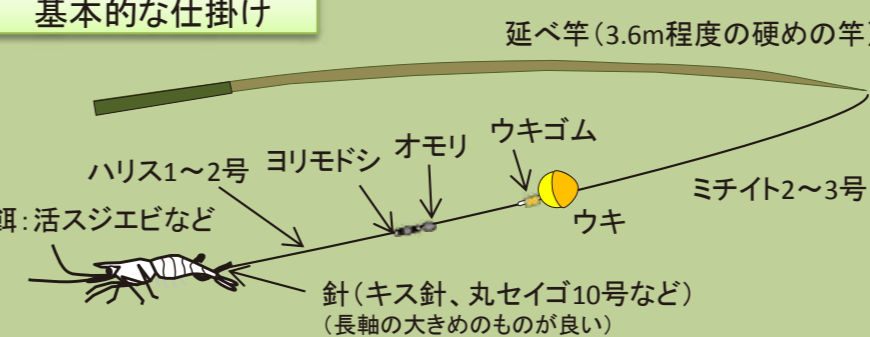 基本的な仕掛け
延べ竿（3.6m程度の硬めの竿）
ウキゴム
オモリ
ヨリモドシ
ハリス1～2号
ミチイト2～3号
ウキ
餌：活スジエビなど
針（キス針、丸セイゴ10号など）
（長軸の大きめのものが良い）